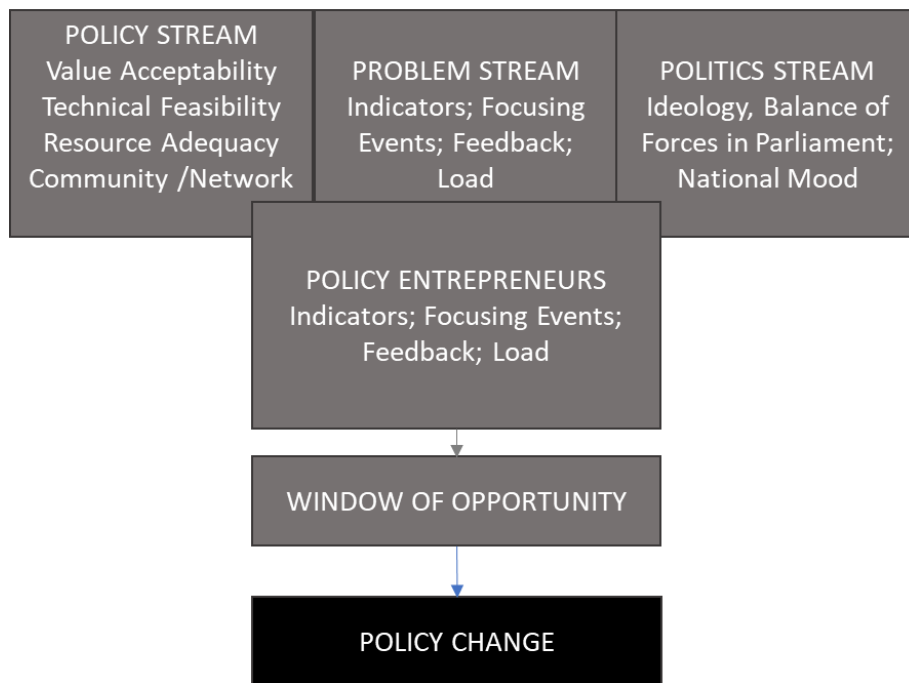 POLICY STREAM
Value Acceptability
Technical Feasibility
Resource Adequacy
Community /Network
PROBLEM STREAM
Indicators; Focusing
Events; Feedback;
Load
POLITICS STREAM
Ideology, Balance of
Forces in Parliament;
National Mood
POLICY ENTREPRENEURS
Indicators; Focusing Events;
Feedback; Load
WINDOW OF OPPORTUNITY
POLICY CHANGE